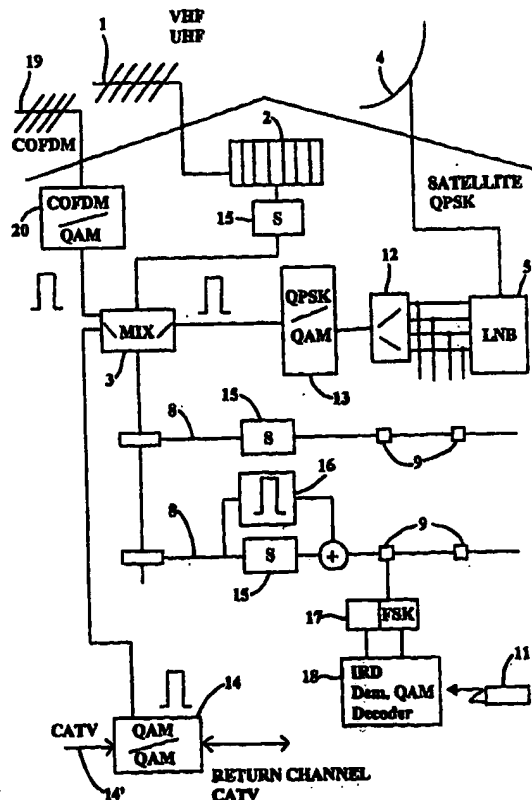 VHF
UHF
1
19
4
COFDM
2
COFDM
QAM
20
15
S
SATELLITE
QPSK
12
5
QPSK
QAM
LNB
MIX
3
13
8
15
S
9
16
8
S
+
9
15
17
FSK
18
IRD
Dem. QAM
Decoder
11
14
CATV
QAM
QAM
14'
RETURN CHANNEL
CATV